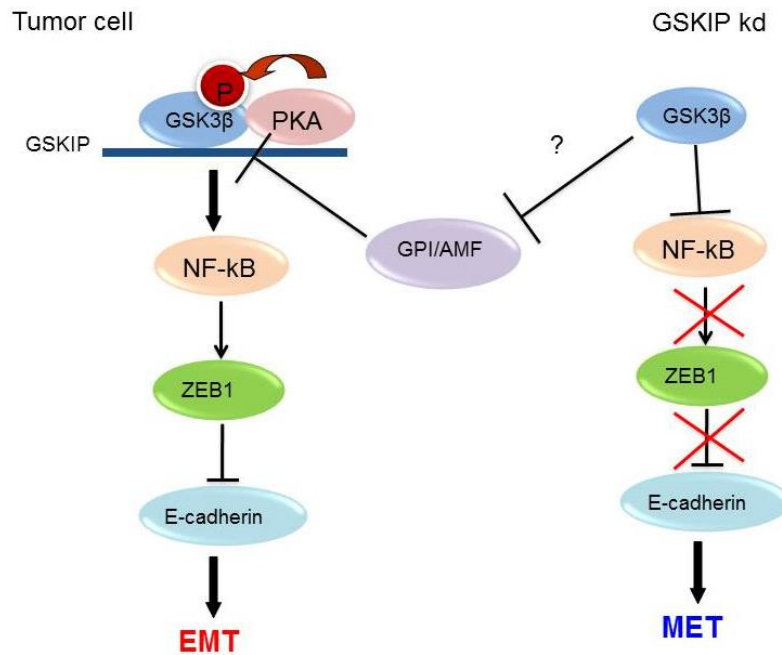 Tumor cell
GSKIP kd
P
GSK3β
PKA
GSKIP
GSK3β
?
NF-kB
GPI/AMF
NF-kB
ZEB1
ZEB1
E-cadherin
E-cadherin
EMT
MET